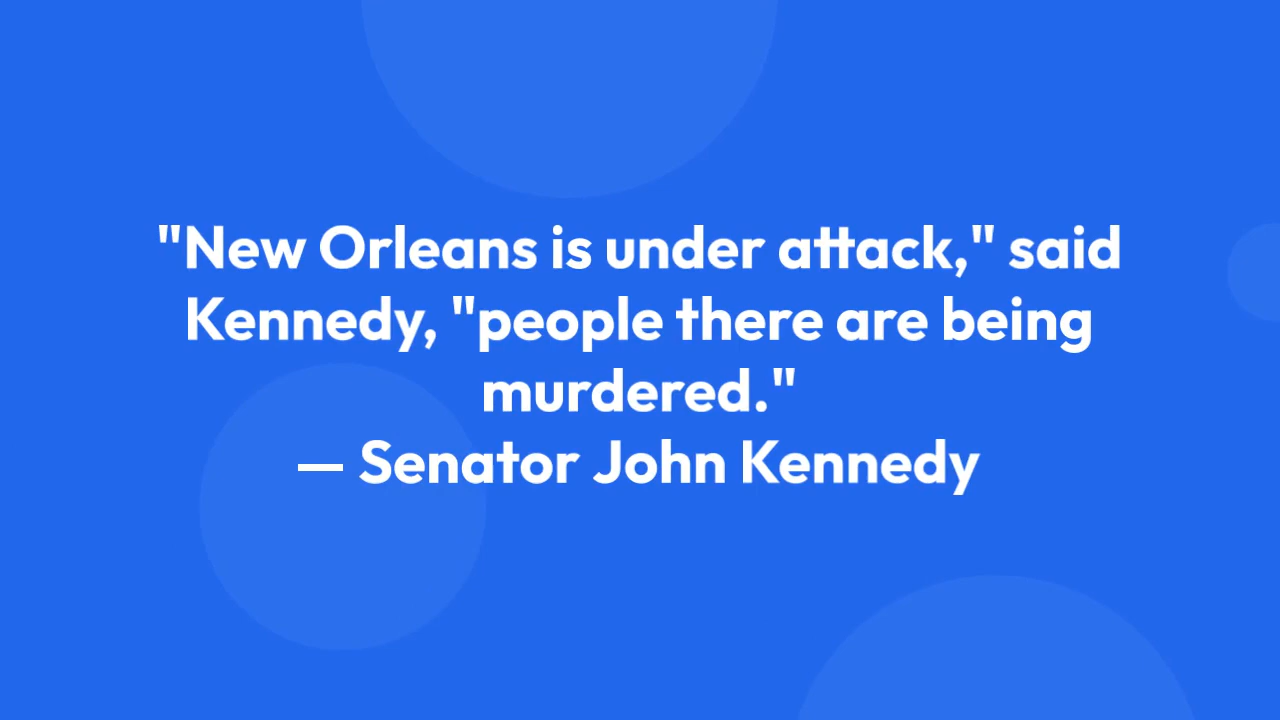 "New Orleans is under attack," said
Kennedy, "people there are being
murdered."
— Senator John Kennedy